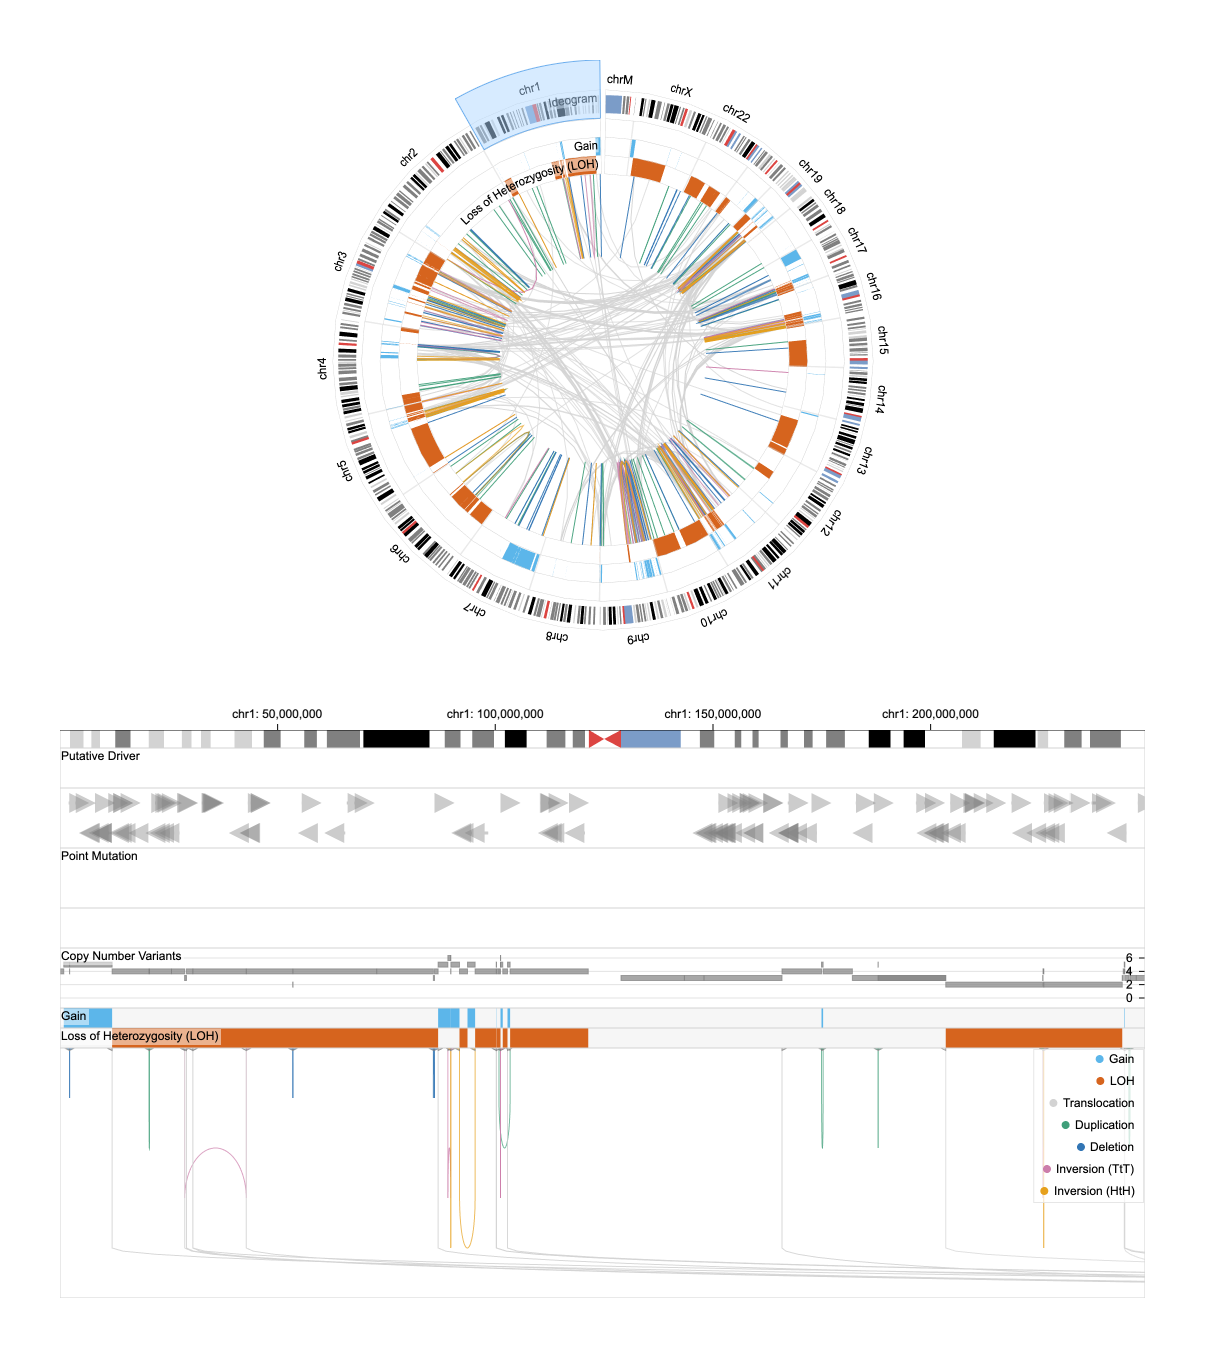 chr1
Ideogram
Gain
Loss of Heterozygosity (LOH)
chrM
chrX
chr22
chr19
chr18
chr17
chr16
chr15
chr14
chr13
chr12
chr11
chr10
chr9
chr8
chr7
chr6
chr5
chr4
chr3
chr2
chr1: 50,000,000 chr1: 100,000,000 chr1: 150,000,000 chr1: 200,000,000
Putative Driver
Point Mutation
Copy Number Variants
6
4
2
0
Gain
Loss of Heterozygosity (LOH)
Gain
LOH
Translocation
Duplication
Deletion
Inversion (TtT)
Inversion (HtH)